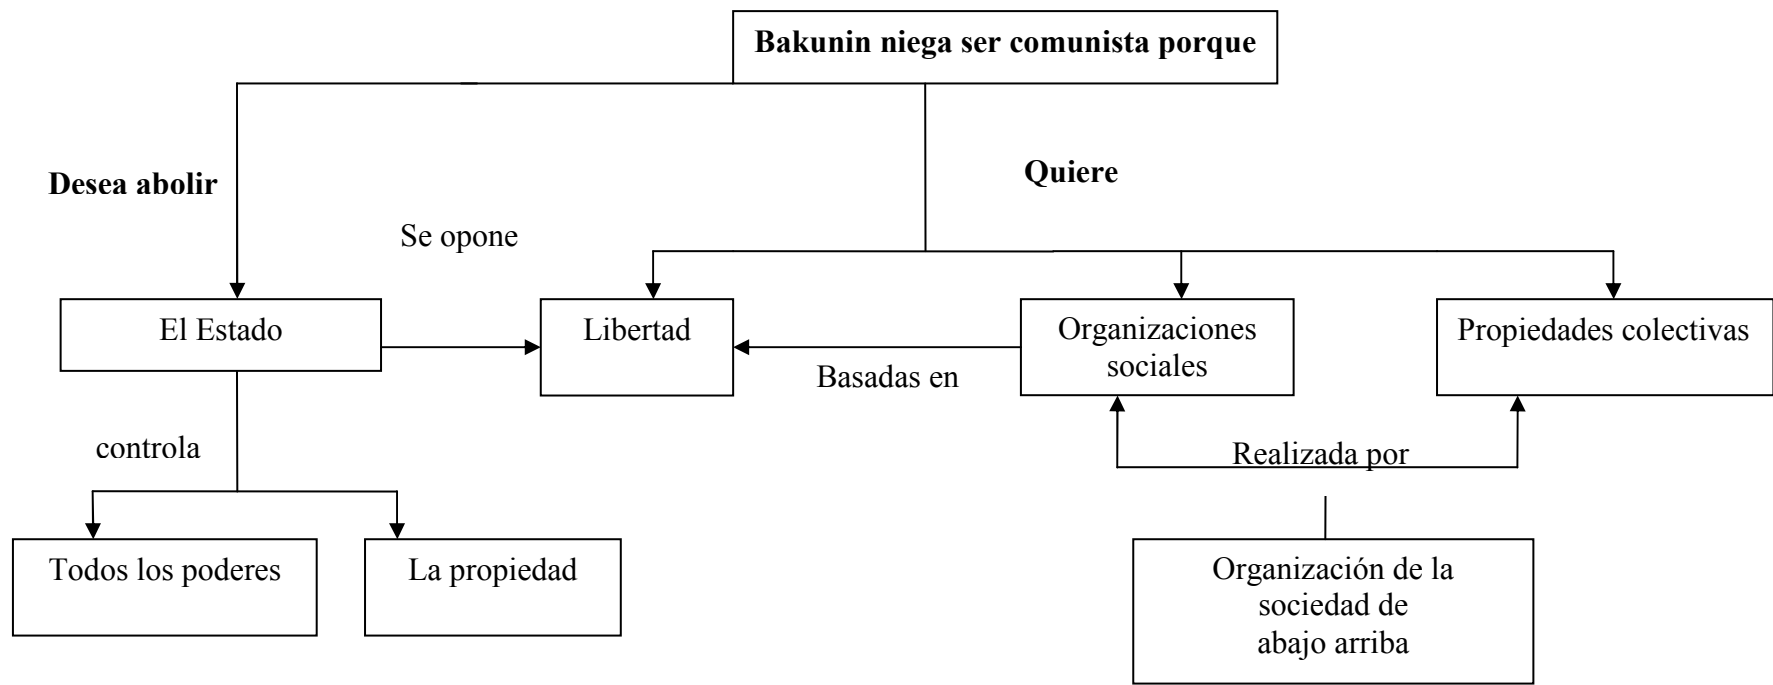 Bakunin niega ser comunista porque
Desea abolir
Quiere
Se opone
El Estado
Libertad
Organizaciones
sociales
Propiedades colectivas
Basadas en
controla
Realizada por
Todos los poderes
La propiedad
Organización de la
sociedad de
abajo arriba